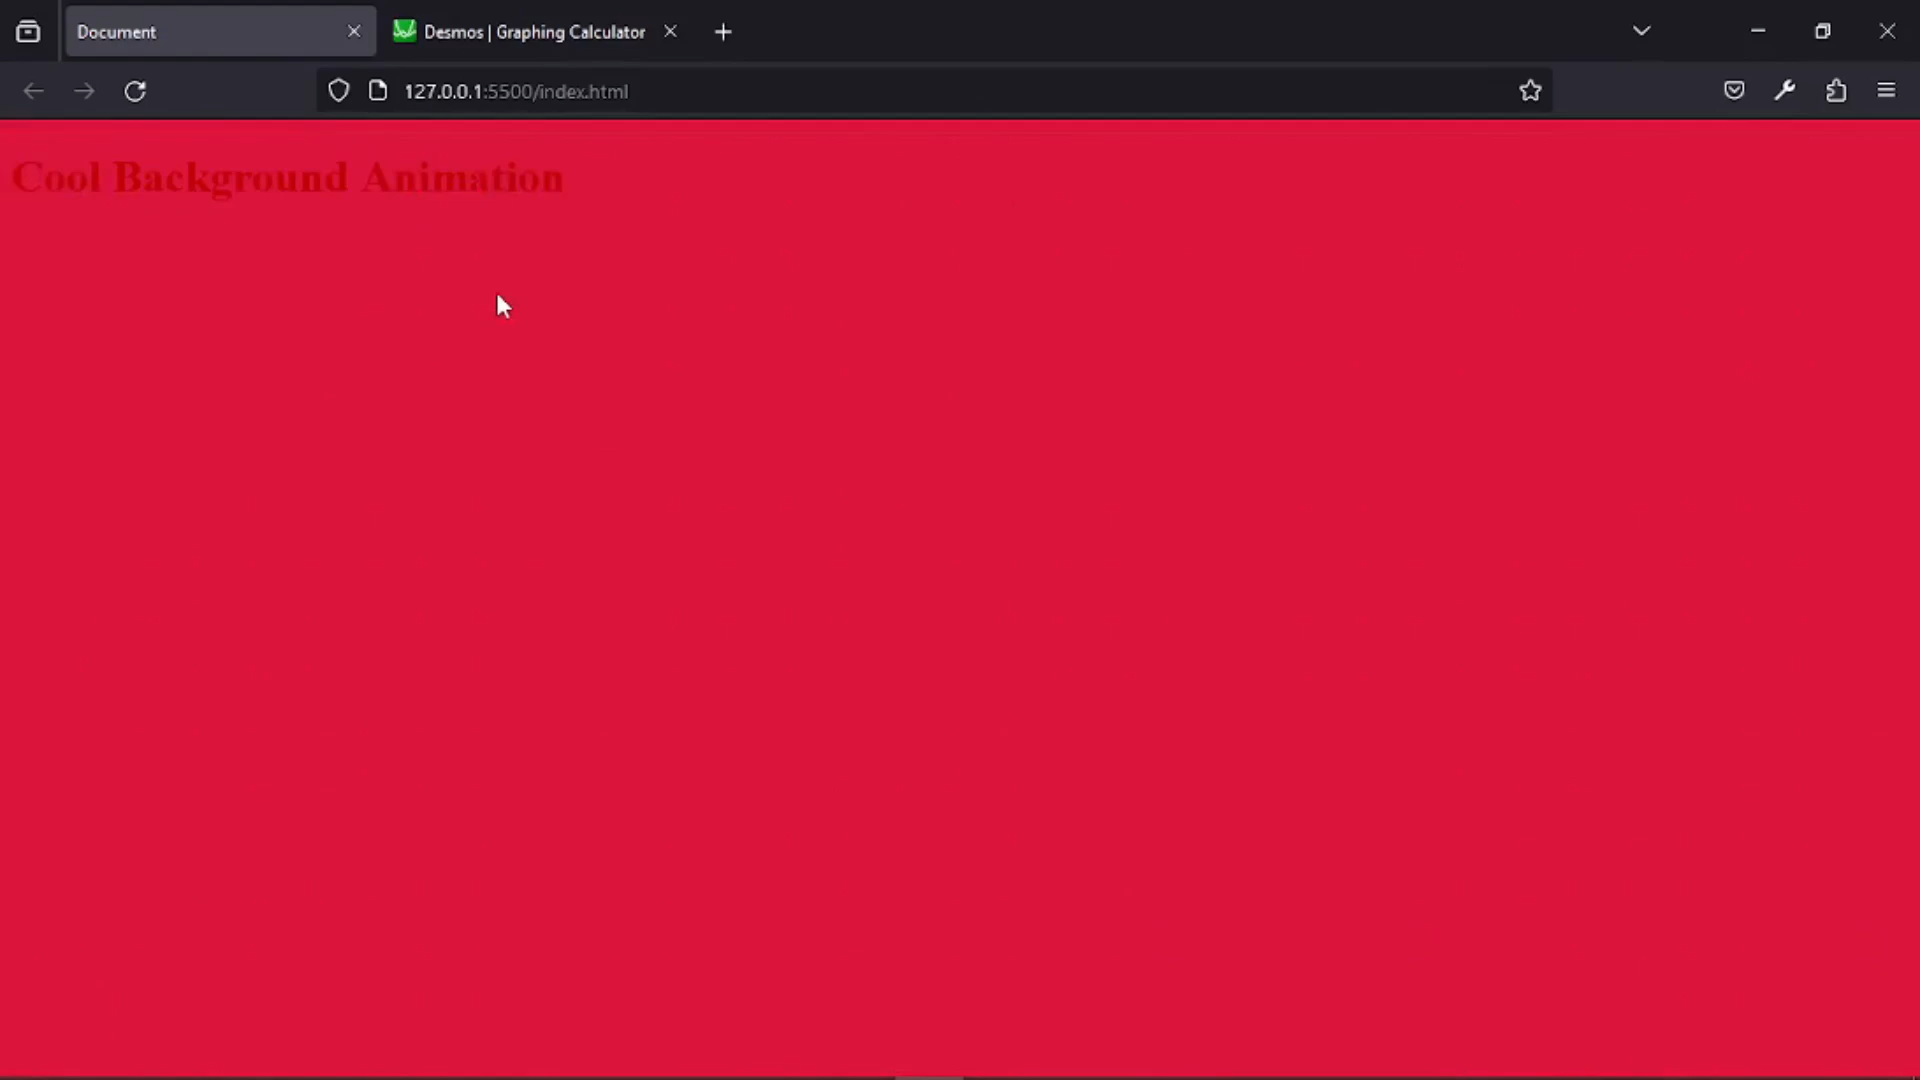 Document
Desmos | Graphing Calculator
127.0.0.1:5500/index.html
Cool Background Animation